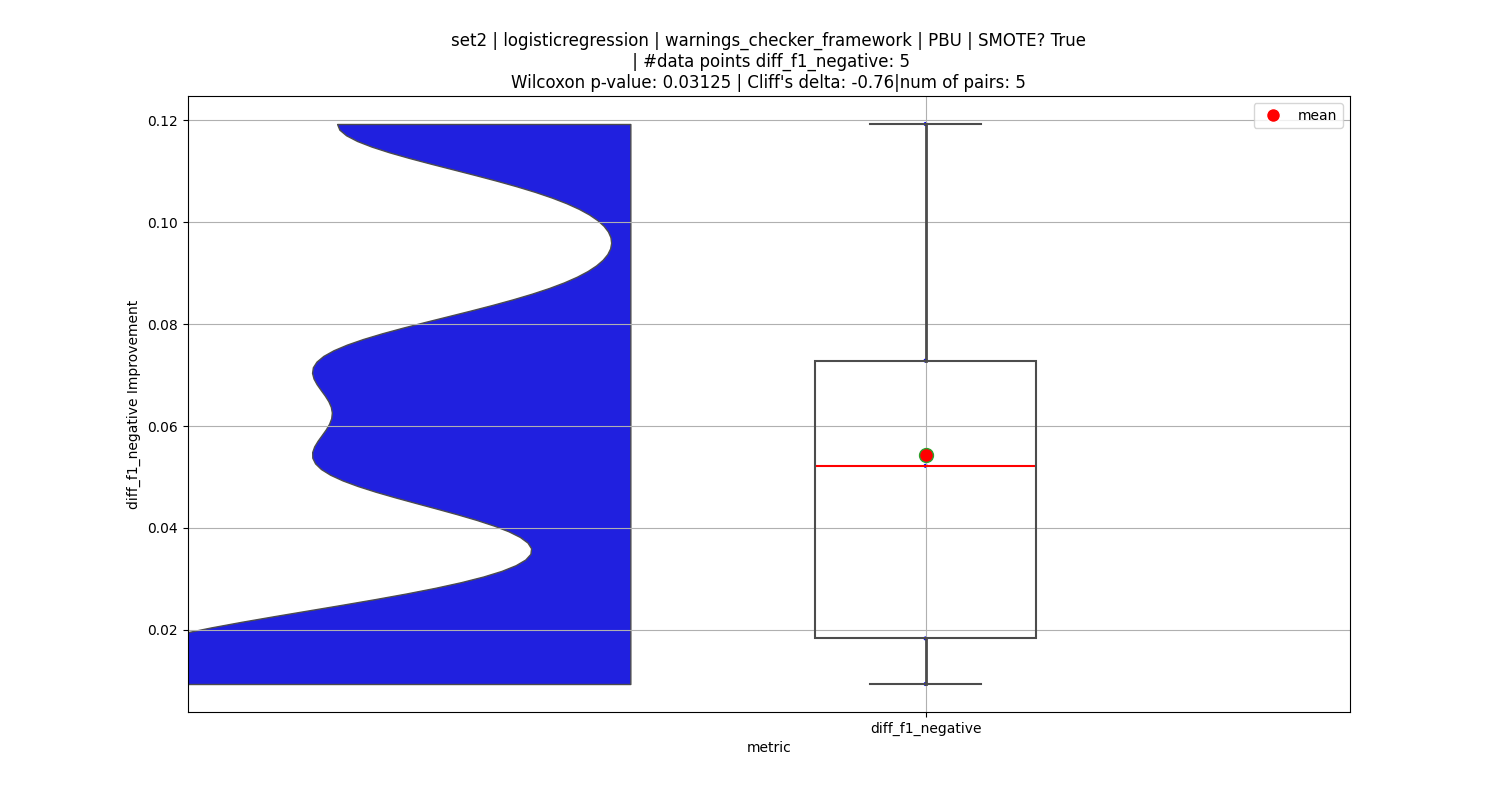 set2 | logisticregression | warnings_checker_framework | PBU | SMOTE? True
| #data points diff_f1_negative: 5
Wilcoxon p-value: 0.03125 | Cliff's delta: -0.76|num of pairs: 5
mean
0.12
0.10
0.08
0.06
0.04
0.02
diff_f1_negative Improvement
diff_f1_negative
metric